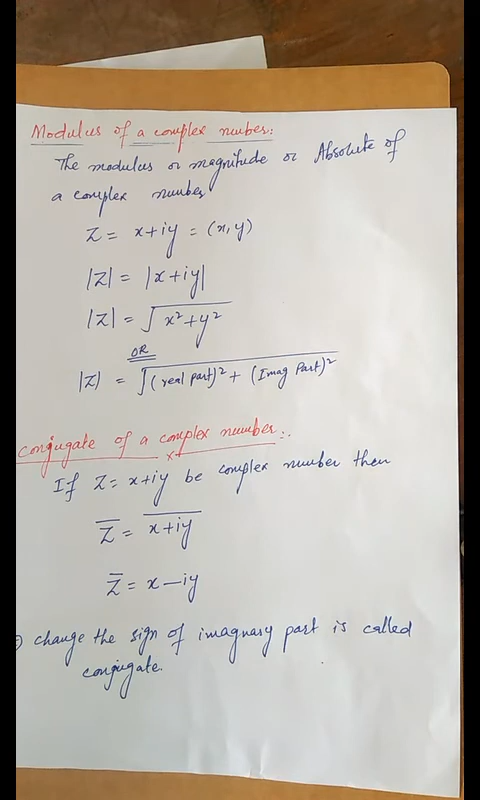 Modulus of a complex number:
The modulus or magnitude or Absolute of
a complex number
Z = x+iy = (x, y)
|Z| = |x+iy|
|Z| = √x²+y²
OR
|Z| = √(real part)² + (Imag Part)²
conjugate of a complex number:.
If Z = x+iy be complex number then
Z̅ = \overline{x+iy}
Z̅ = x – iy
change the sign of imagnary part is called
conjugate.